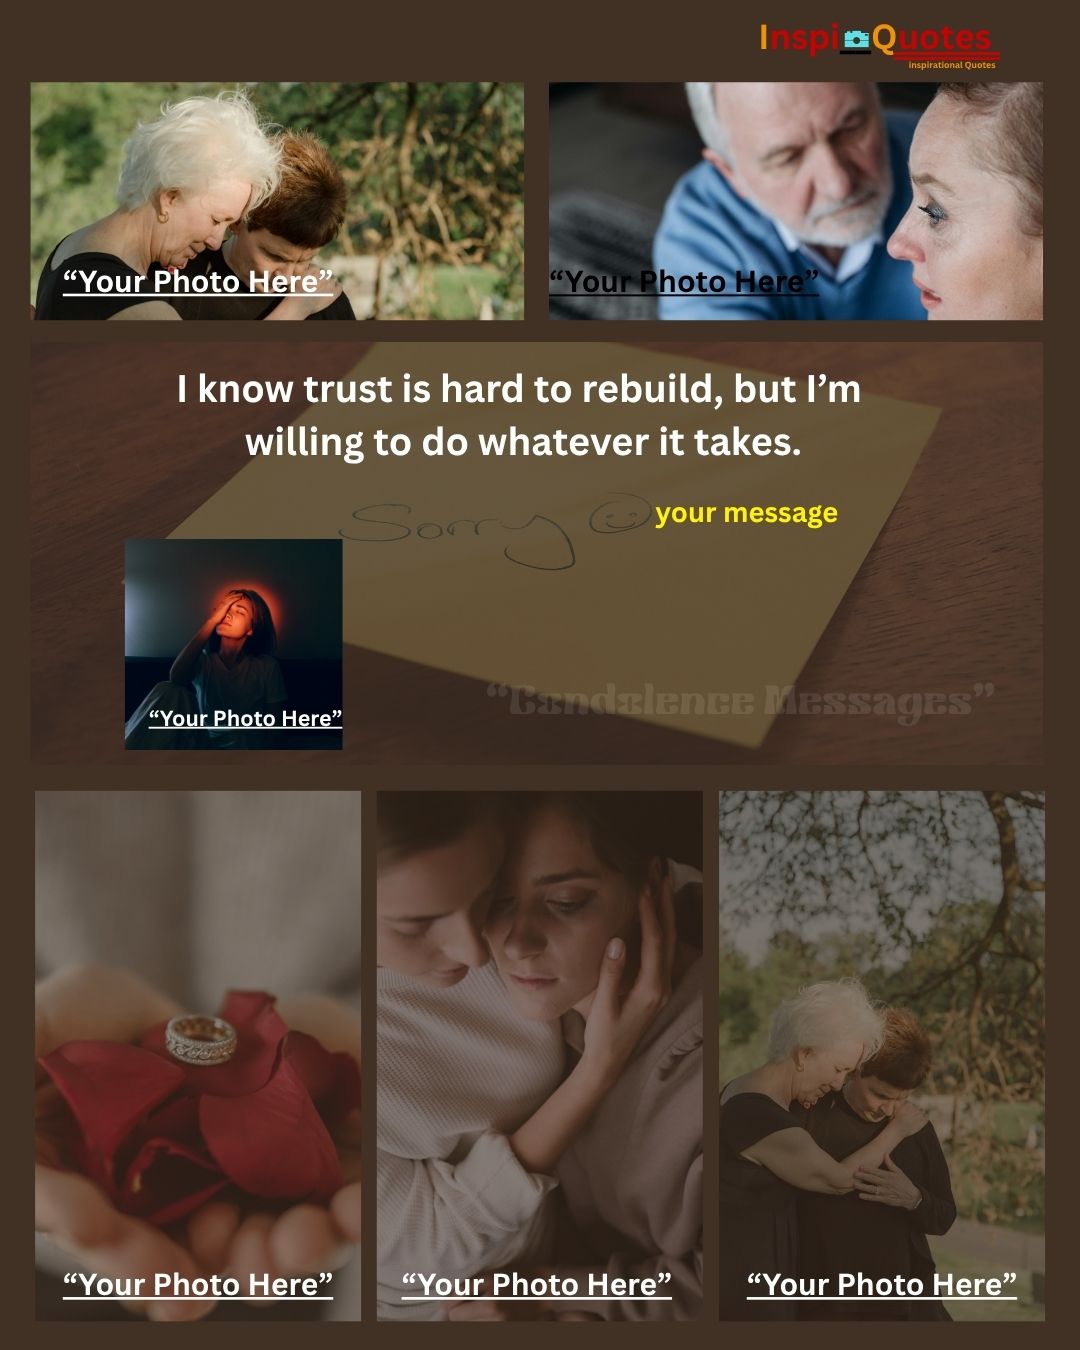 InspiQuotes
Inspirational Quotes
“Your Photo Here”
“Your Photo Here”
I know trust is hard to rebuild, but I’m
willing to do whatever it takes.
Sorry
your message
“Your Photo Here”
“Candalence Messages”
“Your Photo Here”
“Your Photo Here”
“Your Photo Here”